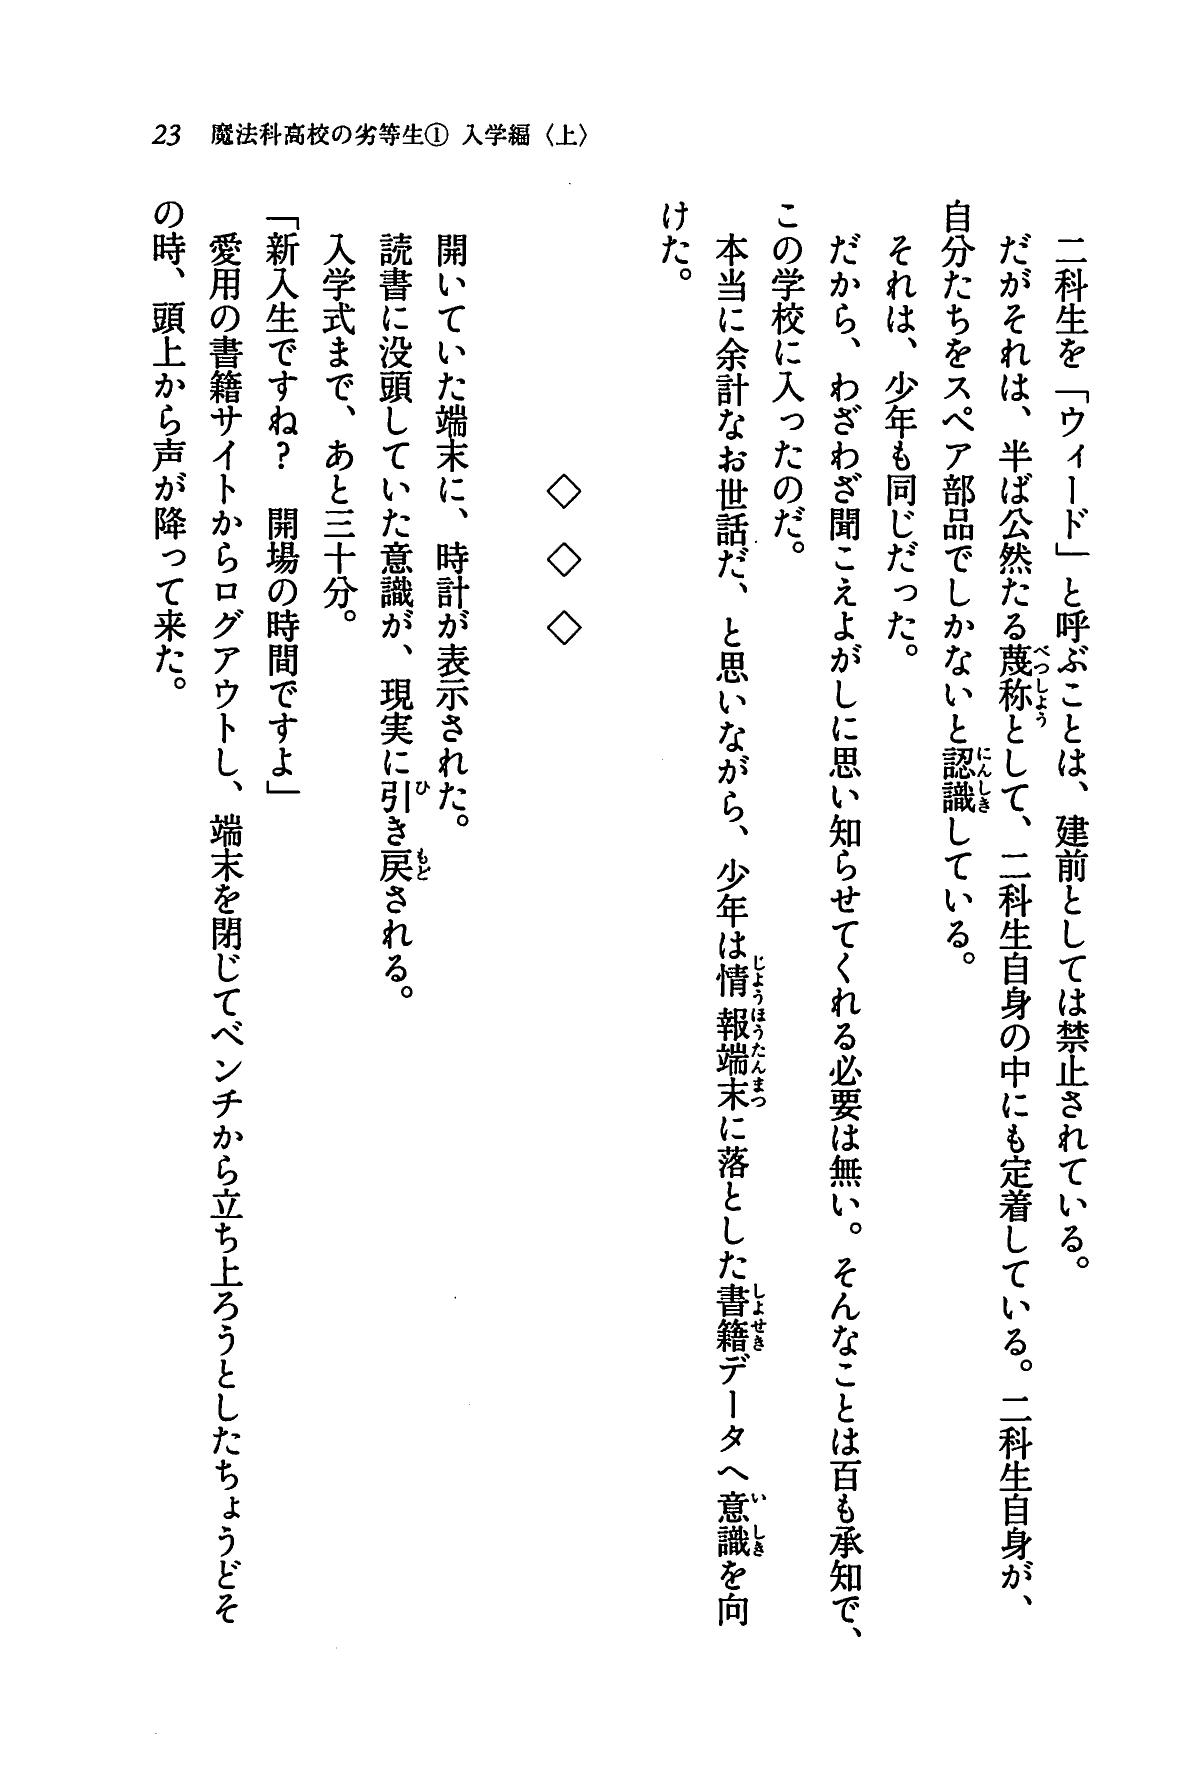 23 魔法科高校の劣等生① 入学編〈上〉
　二科生を「ウィード」と呼ぶことは、建前としては禁止されている。
　だがそれは、半ば公然たる蔑称として、二科生自身の中にも定着している。二科生自身が、
自分たちをスペア部品でしかないと認識している。
　それは、少年も同じだった。
　だから、わざわざ聞こえよがしに思い知らせてくれる必要は無い。そんなことは百も承知で、
この学校に入ったのだ。
　本当に余計なお世話だ、と思いながら、少年は情報端末に落とした書籍データへ意識を向
けた。
◇ ◇ ◇
　開いていた端末に、時計が表示された。
　読書に没頭していた意識が、現実に引き戻される。
　入学式まで、あと三十分。
「新入生ですね？　開場の時間ですよ」
　愛用の書籍サイトからログアウトし、端末を閉じてベンチから立ち上ろうとしたちょうどそ
の時、頭上から声が降って来た。